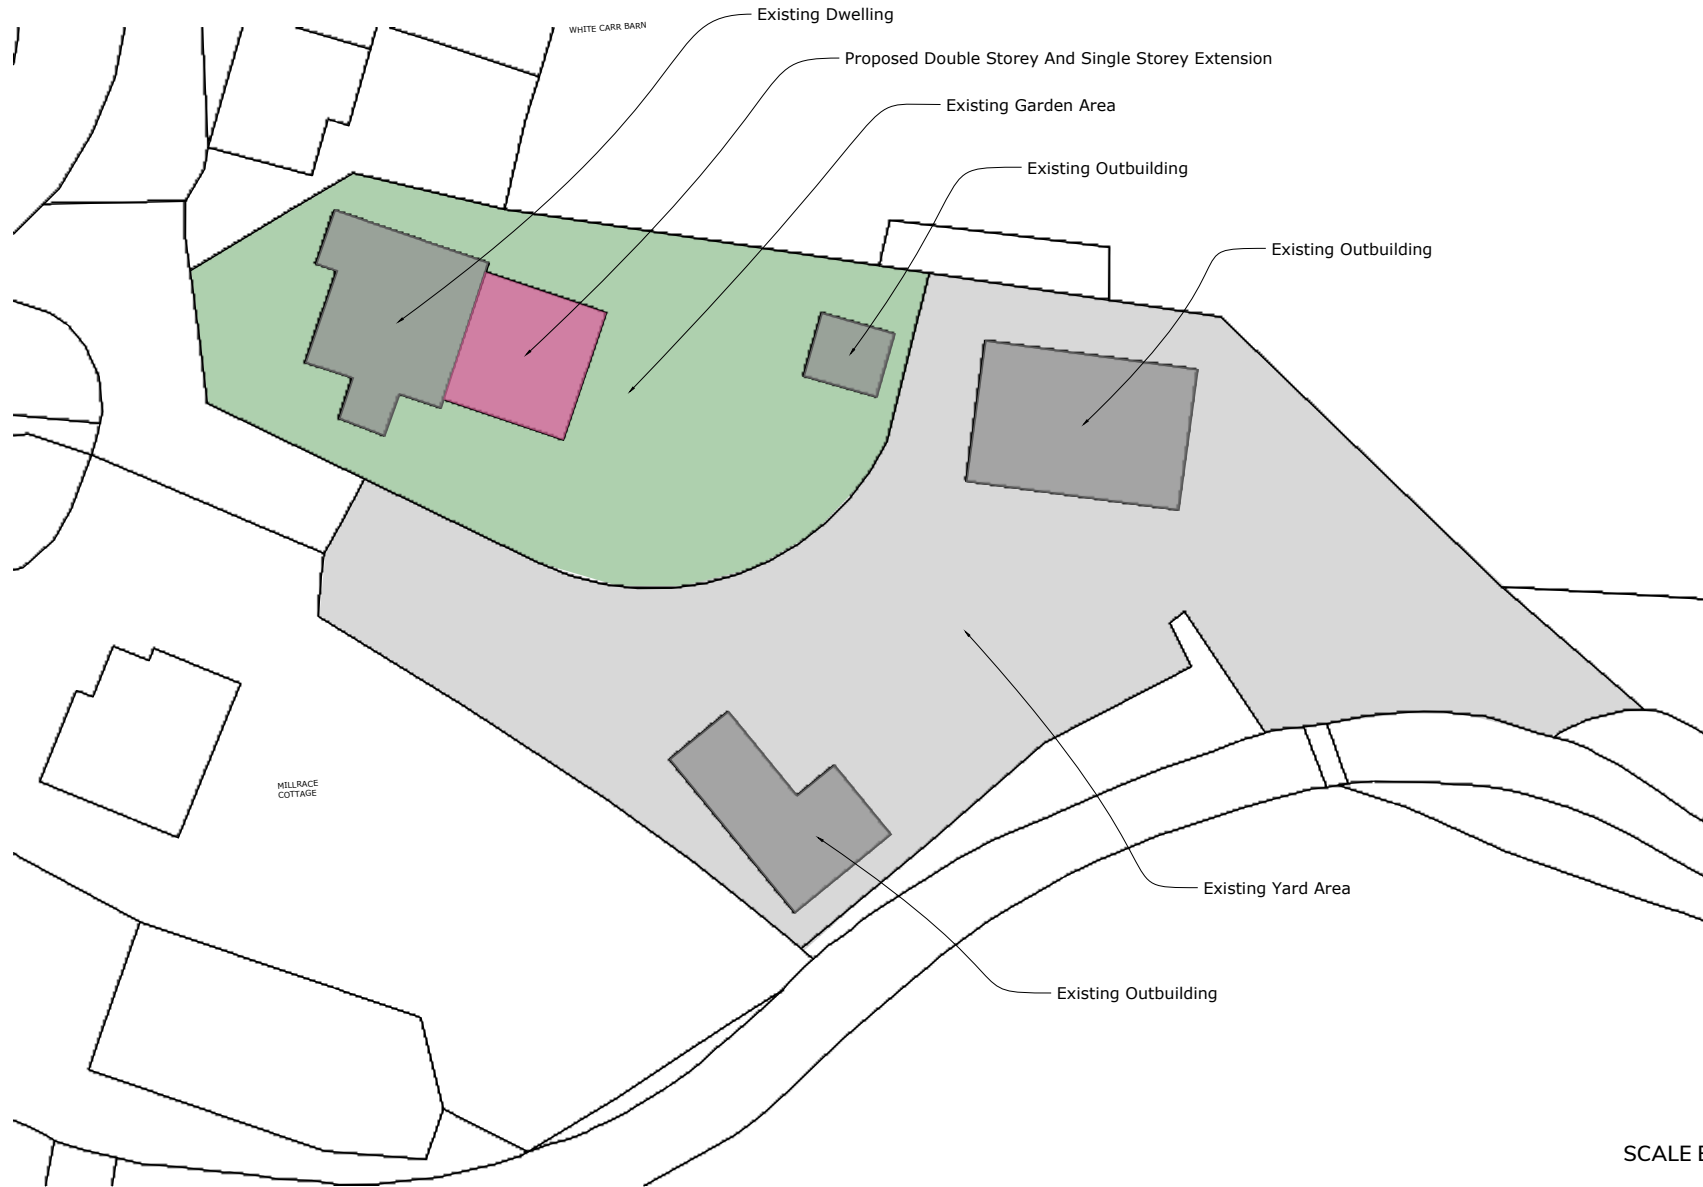 Existing Dwelling
WHITE CARR BARN
Proposed Double Storey And Single Storey Extension
Existing Garden Area
Existing Outbuilding
Existing Outbuilding
MILLRACE
COTTAGE
Existing Yard Area
Existing Outbuilding
SCALE